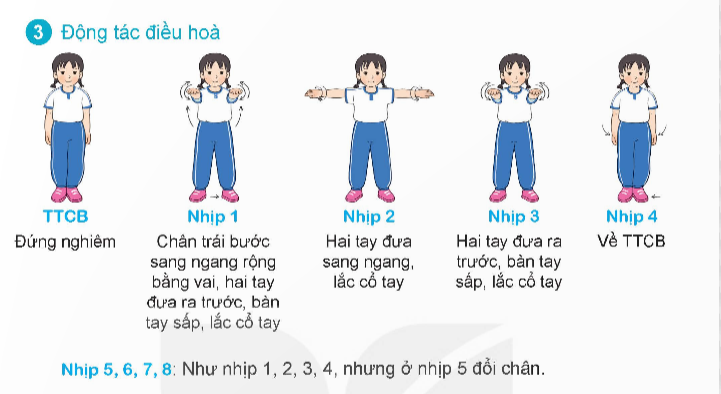 3 Động tác điều hoà
TTCB
Đứng nghiêm
Nhịp 1
Chân trái bước
sang ngang rộng
bằng vai, hai tay
đưa ra trước, bàn
tay sấp, lắc cổ tay
Nhịp 2
Hai tay đưa
sang ngang,
lắc cổ tay
Nhịp 3
Hai tay đưa ra
trước, bàn tay
sấp, lắc cổ tay
Nhịp 4
Về TTCB
Nhịp 5, 6, 7, 8: Như nhịp 1, 2, 3, 4, nhưng ở nhịp 5 đổi chân.